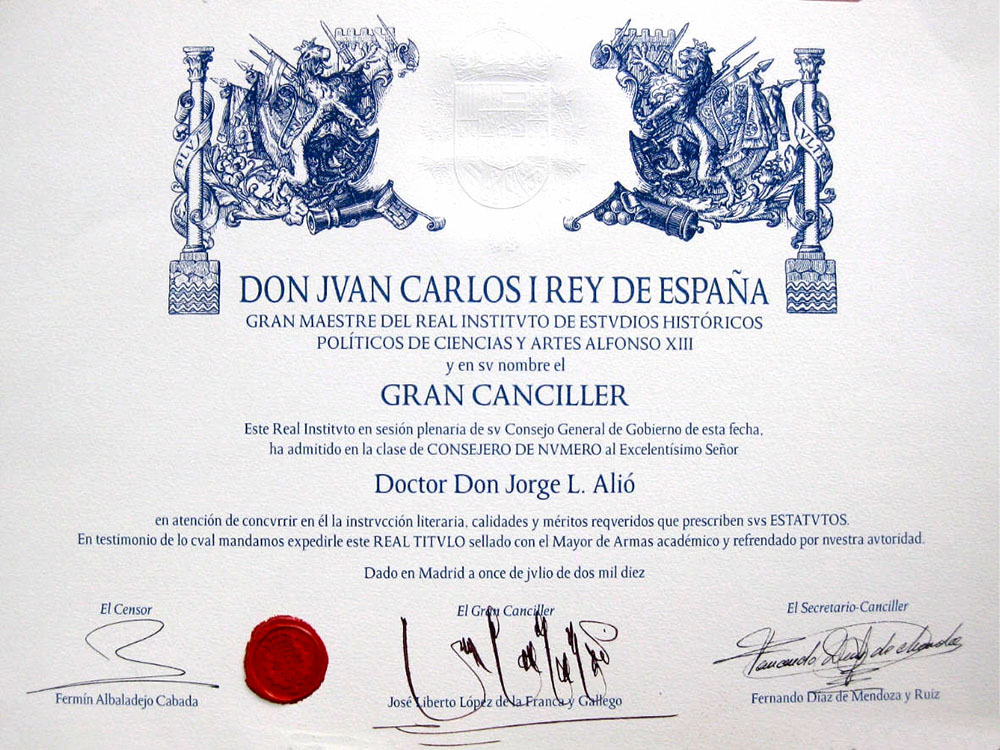 PLVS
VLTR
DON JVAN CARLOS I REY DE ESPAÑA
GRAN MAESTRE DEL REAL INSTITVTO DE ESTVDIOS HISTÓRICOS
POLÍTICOS DE CIENCIAS Y ARTES ALFONSO XIII
y en sv nombre el
GRAN CANCILLER
Este Real Institvto en sesión plenaria de sv Consejo General de Gobierno de esta fecha,
ha admitido en la clase de CONSEJERO DE NVMERO al Excelentísimo Señor
Doctor Don Jorge L. Alió
en atención de concvrrir en él la instrvcción literaria, calidades y méritos reqveridos que prescriben svs ESTATVTOS.
En testimonio de lo cval mandamos expedirle este REAL TITVLO sellado con el Mayor de Armas académico y refrendado por nvestra avtoridad.
Dado en Madrid a once de jvlio de dos mil diez
El Censor
El Gran Canciller
El Secretario-Canciller
Fernando Diaz de Mendoza
Fermín Albaladejo Cabada
José Liberto López de la Franca y Gallego
Fernando Díaz de Mendoza y Ruiz